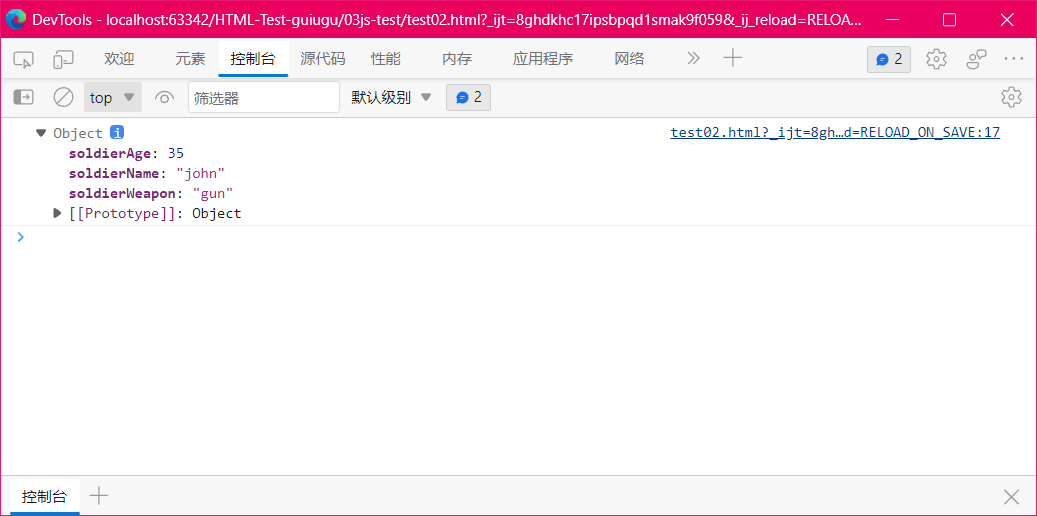 DevTools - localhost:63342/HTML-Test-guiugu/03js-test/test02.html?_ijt=8ghdkhc17ipsbpqd1smak9f059&_ij_reload=RELOA...
欢迎 元素 控制台 源代码 性能 内存 应用程序 网络 2
top 筛选器 默认级别 2
Object i test02.html?_ijt=8gh…d=RELOAD_ON_SAVE:17
soldierAge: 35
soldierName: "john"
soldierWeapon: "gun"
[[Prototype]]: Object
控制台